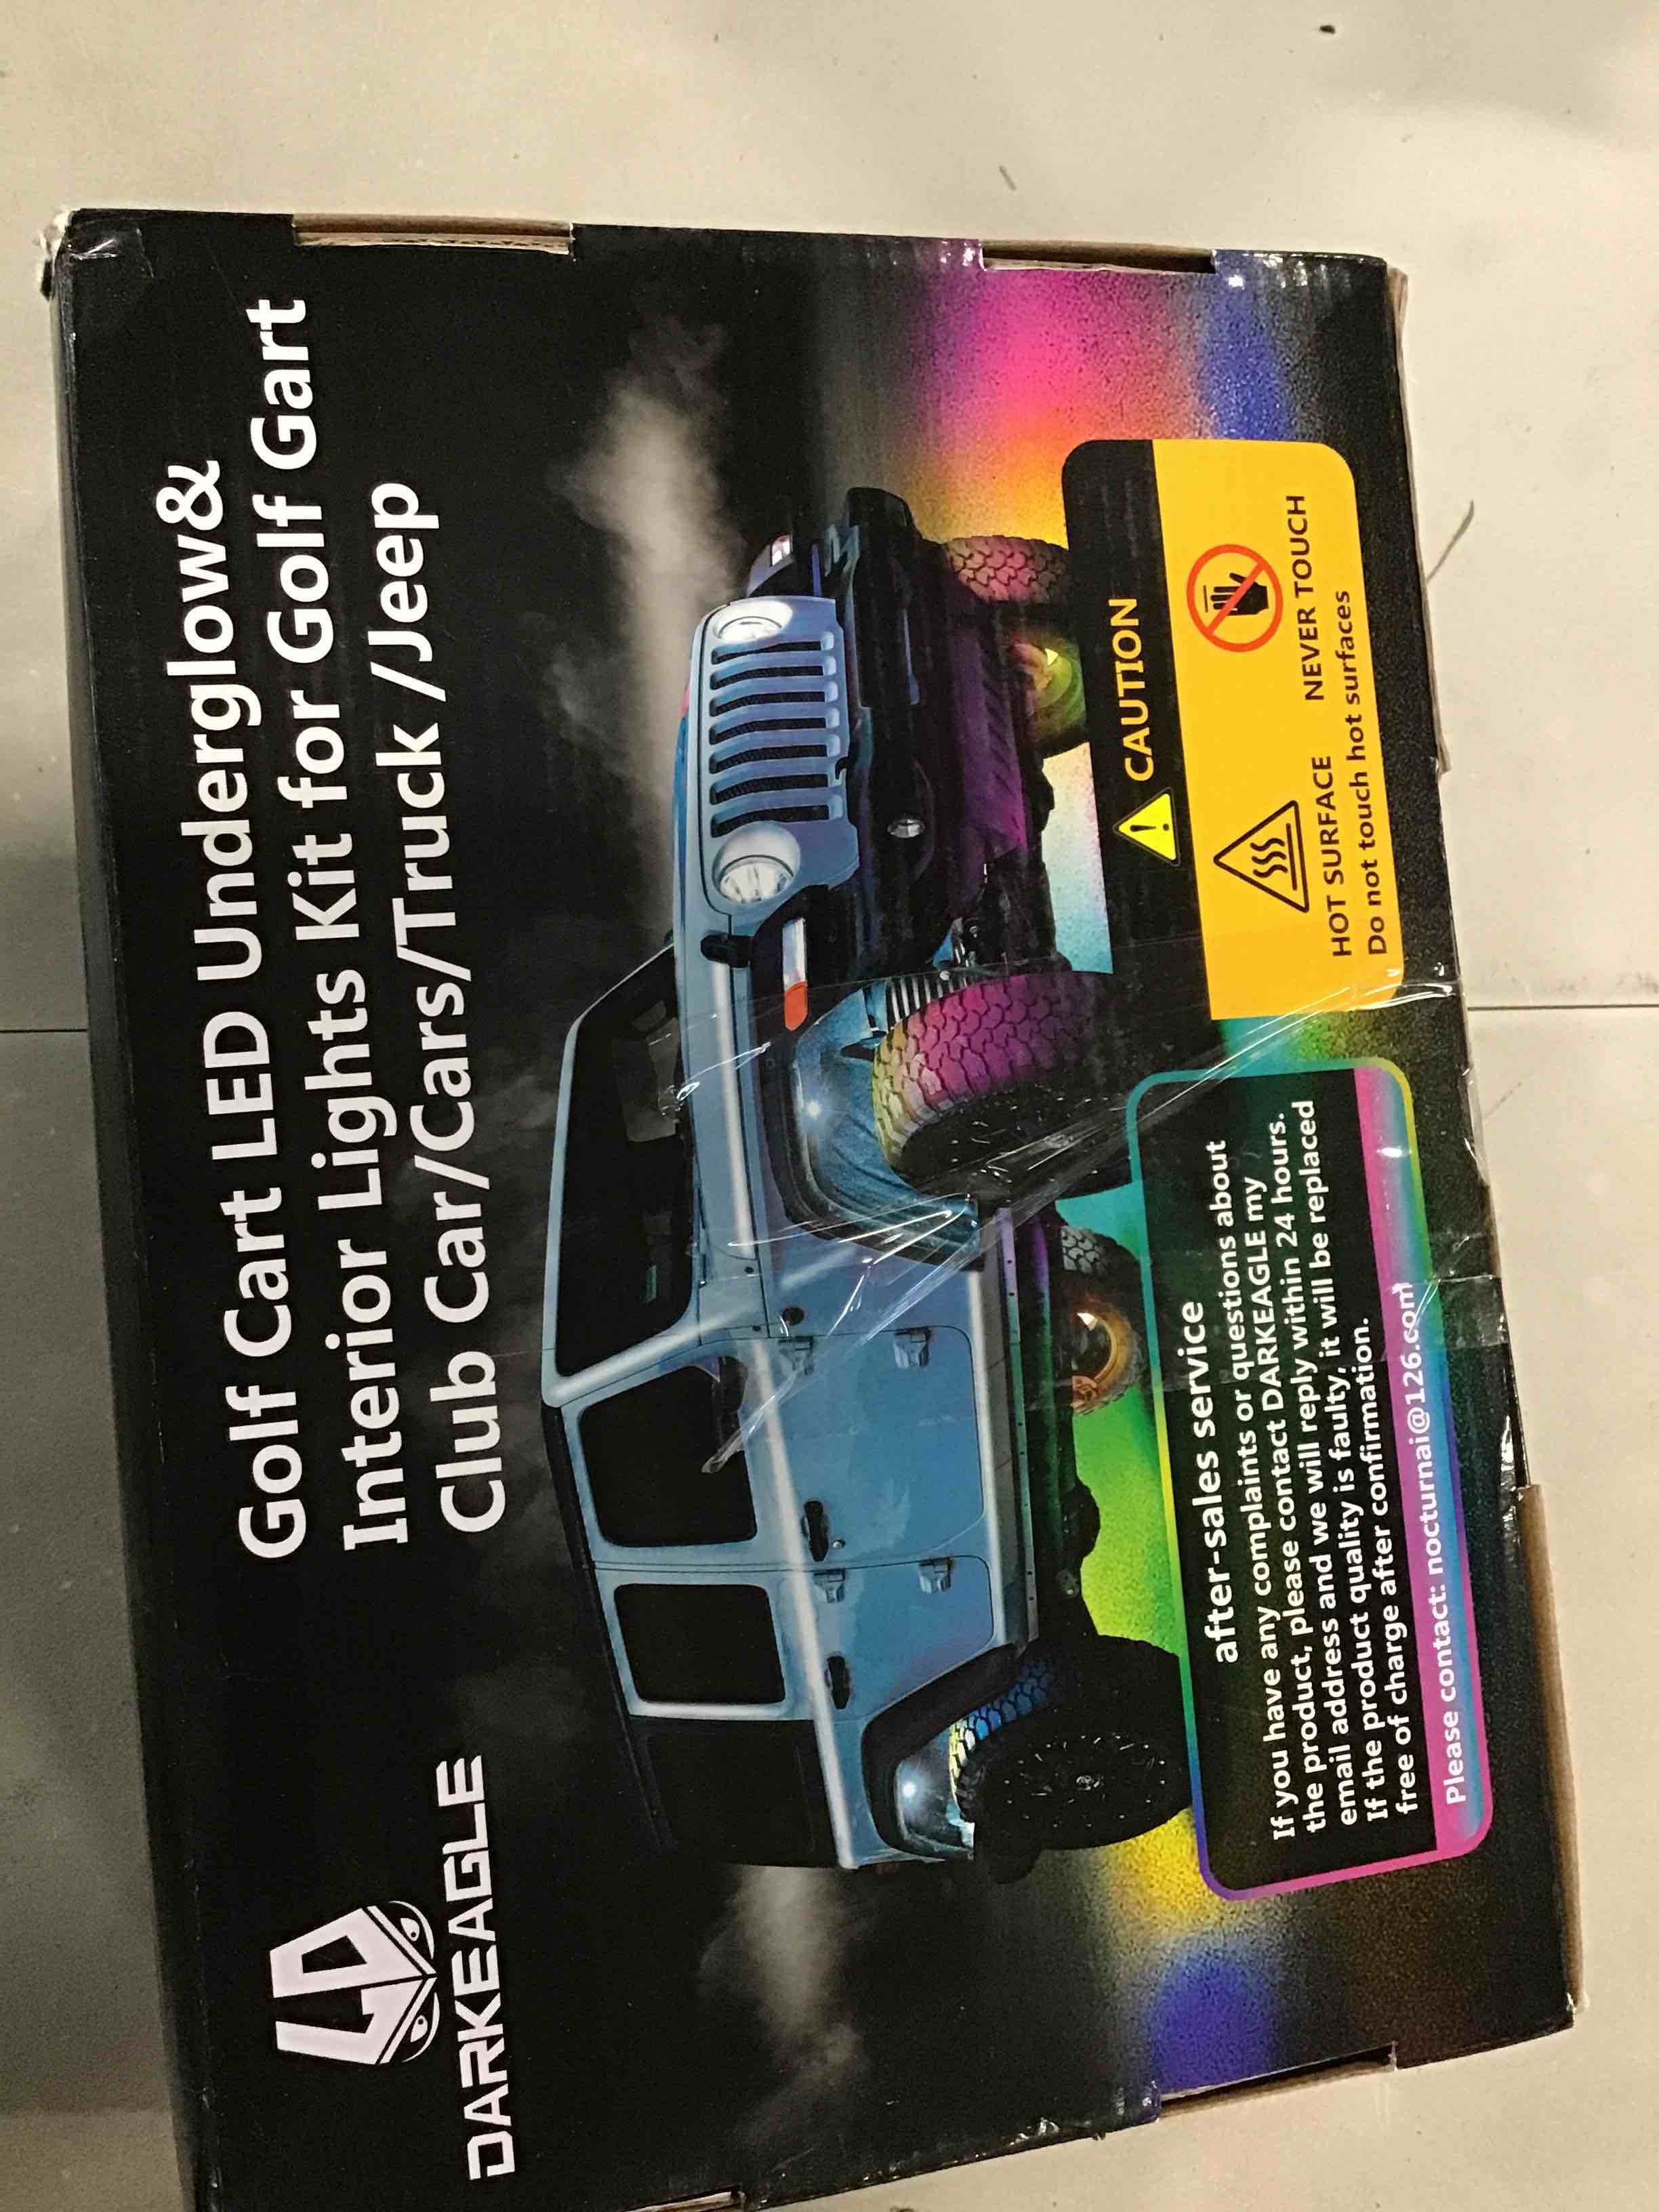 DARKEAGLE
Golf Cart LED Underglow&
Interior Lights Kit for Golf Gart
Club Car/Cars/Truck /Jeep
after-sales service
If you have any complaints or questions about
the product, please contact DARKEAGLE my
email address and we will reply within 24 hours.
If the product quality is faulty, it will be replaced
free of charge after confirmation.
Please contact: nocturnai@126.com
CAUTION
HOT SURFACE NEVER TOUCH
Do not touch hot surfaces